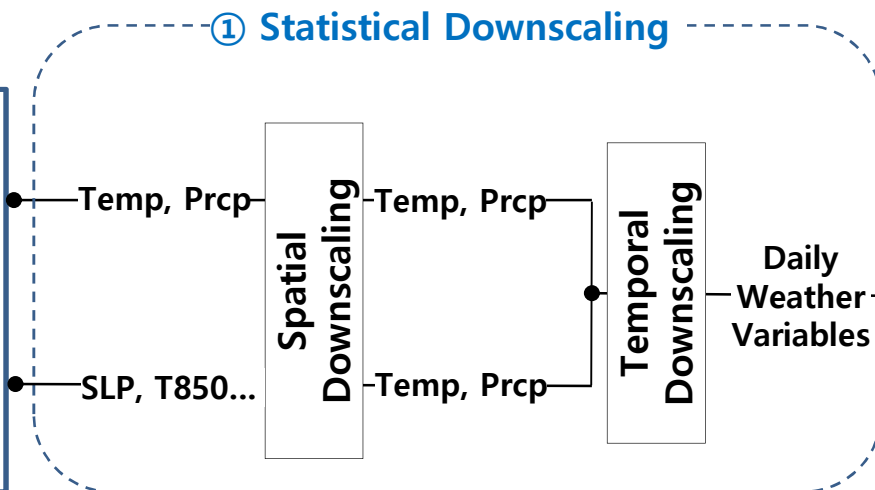 ① Statistical Downscaling
Temp, Prcp
SLP, T850...
Spatial
Downscaling
Temp, Prcp
Temp, Prcp
Temporal
Downscaling
Daily
Weather
Variables